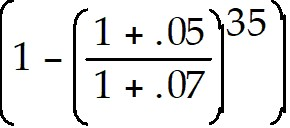 (1 − ((1 + .05)/(1 + .07))^35)